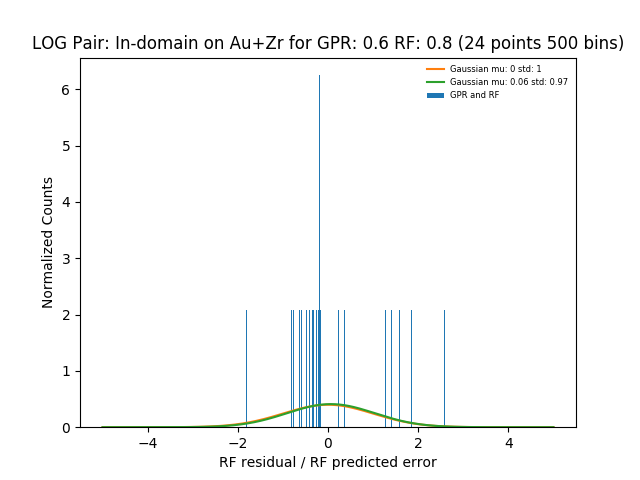 LOG Pair: In-domain on Au+Zr for GPR: 0.6 RF: 0.8 (24 points 500 bins)
Gaussian mu: 0 std: 1
Gaussian mu: 0.06 std: 0.97
GPR and RF
Normalized Counts
6
5
4
3
2
1
0
−4 −2 0 2 4
RF residual / RF predicted error